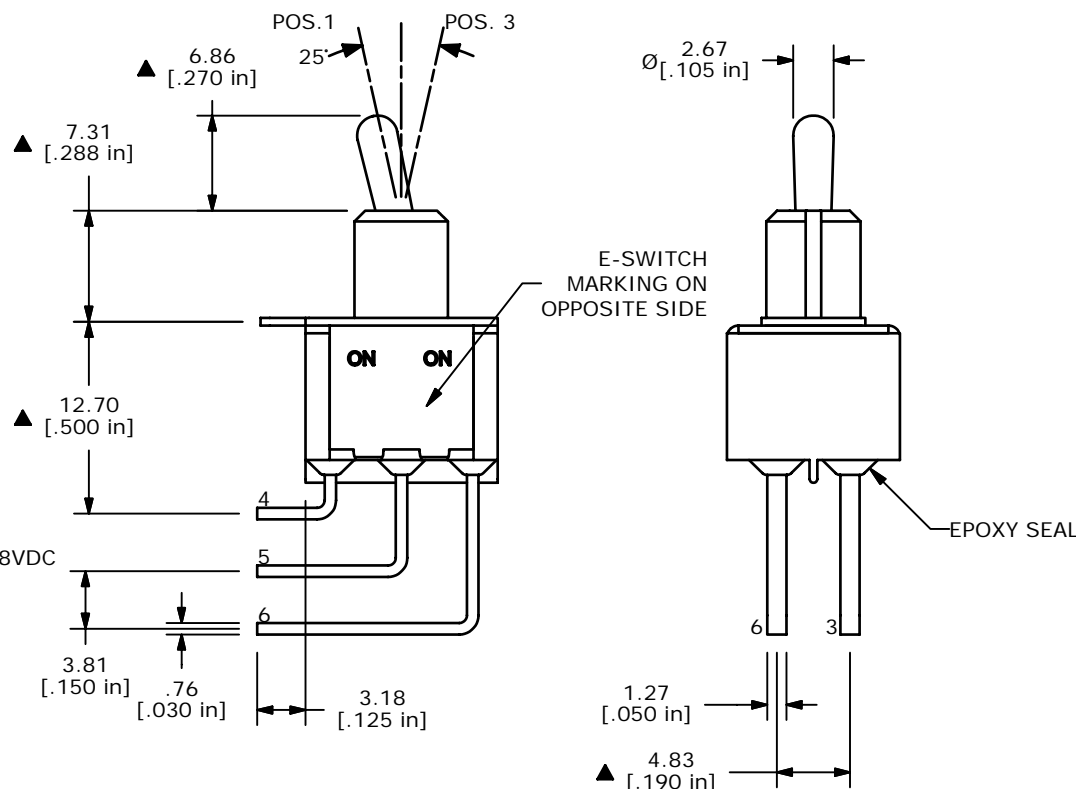 POS.1
POS. 3
25°
▲ 6.86
[.270 in]
▲ 7.31
[.288 in]
Ø 2.67
[.105 in]
E-SWITCH
MARKING ON
OPPOSITE SIDE
ON ON
▲ 12.70
[.500 in]
4
5
6
8VDC
3.81
[.150 in]
.76
[.030 in]
3.18
[.125 in]
EPOXY SEAL
6
3
1.27
[.050 in]
▲ 4.83
[.190 in]